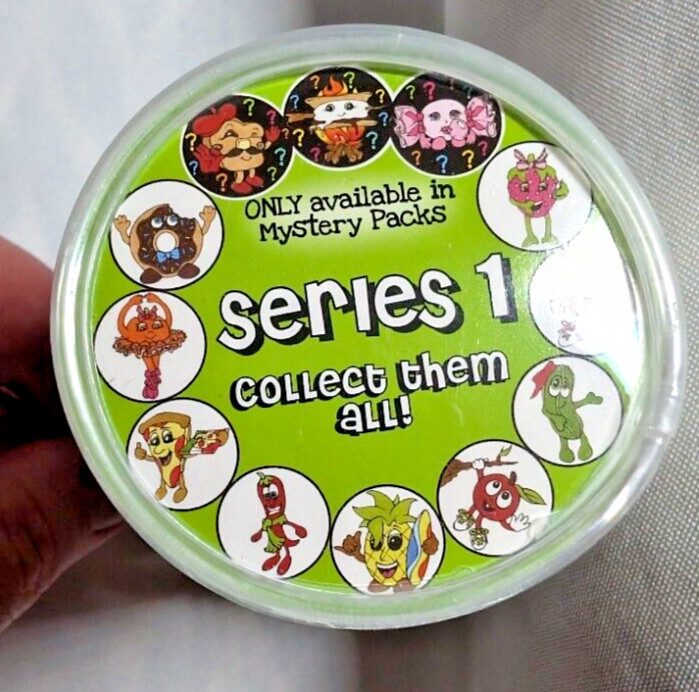 ONLY available in
Mystery Packs
series 1
collect them
all!